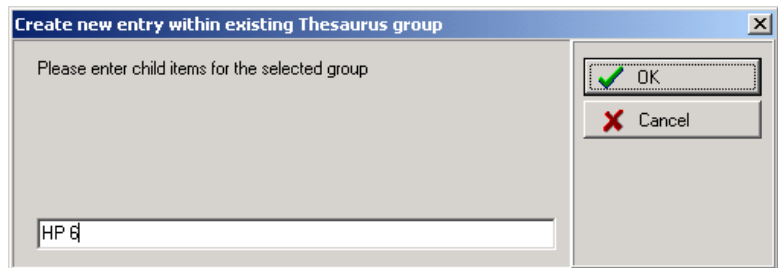 Create new entry within existing Thesaurus group
Please enter child items for the selected group
OK
Cancel
HP 6